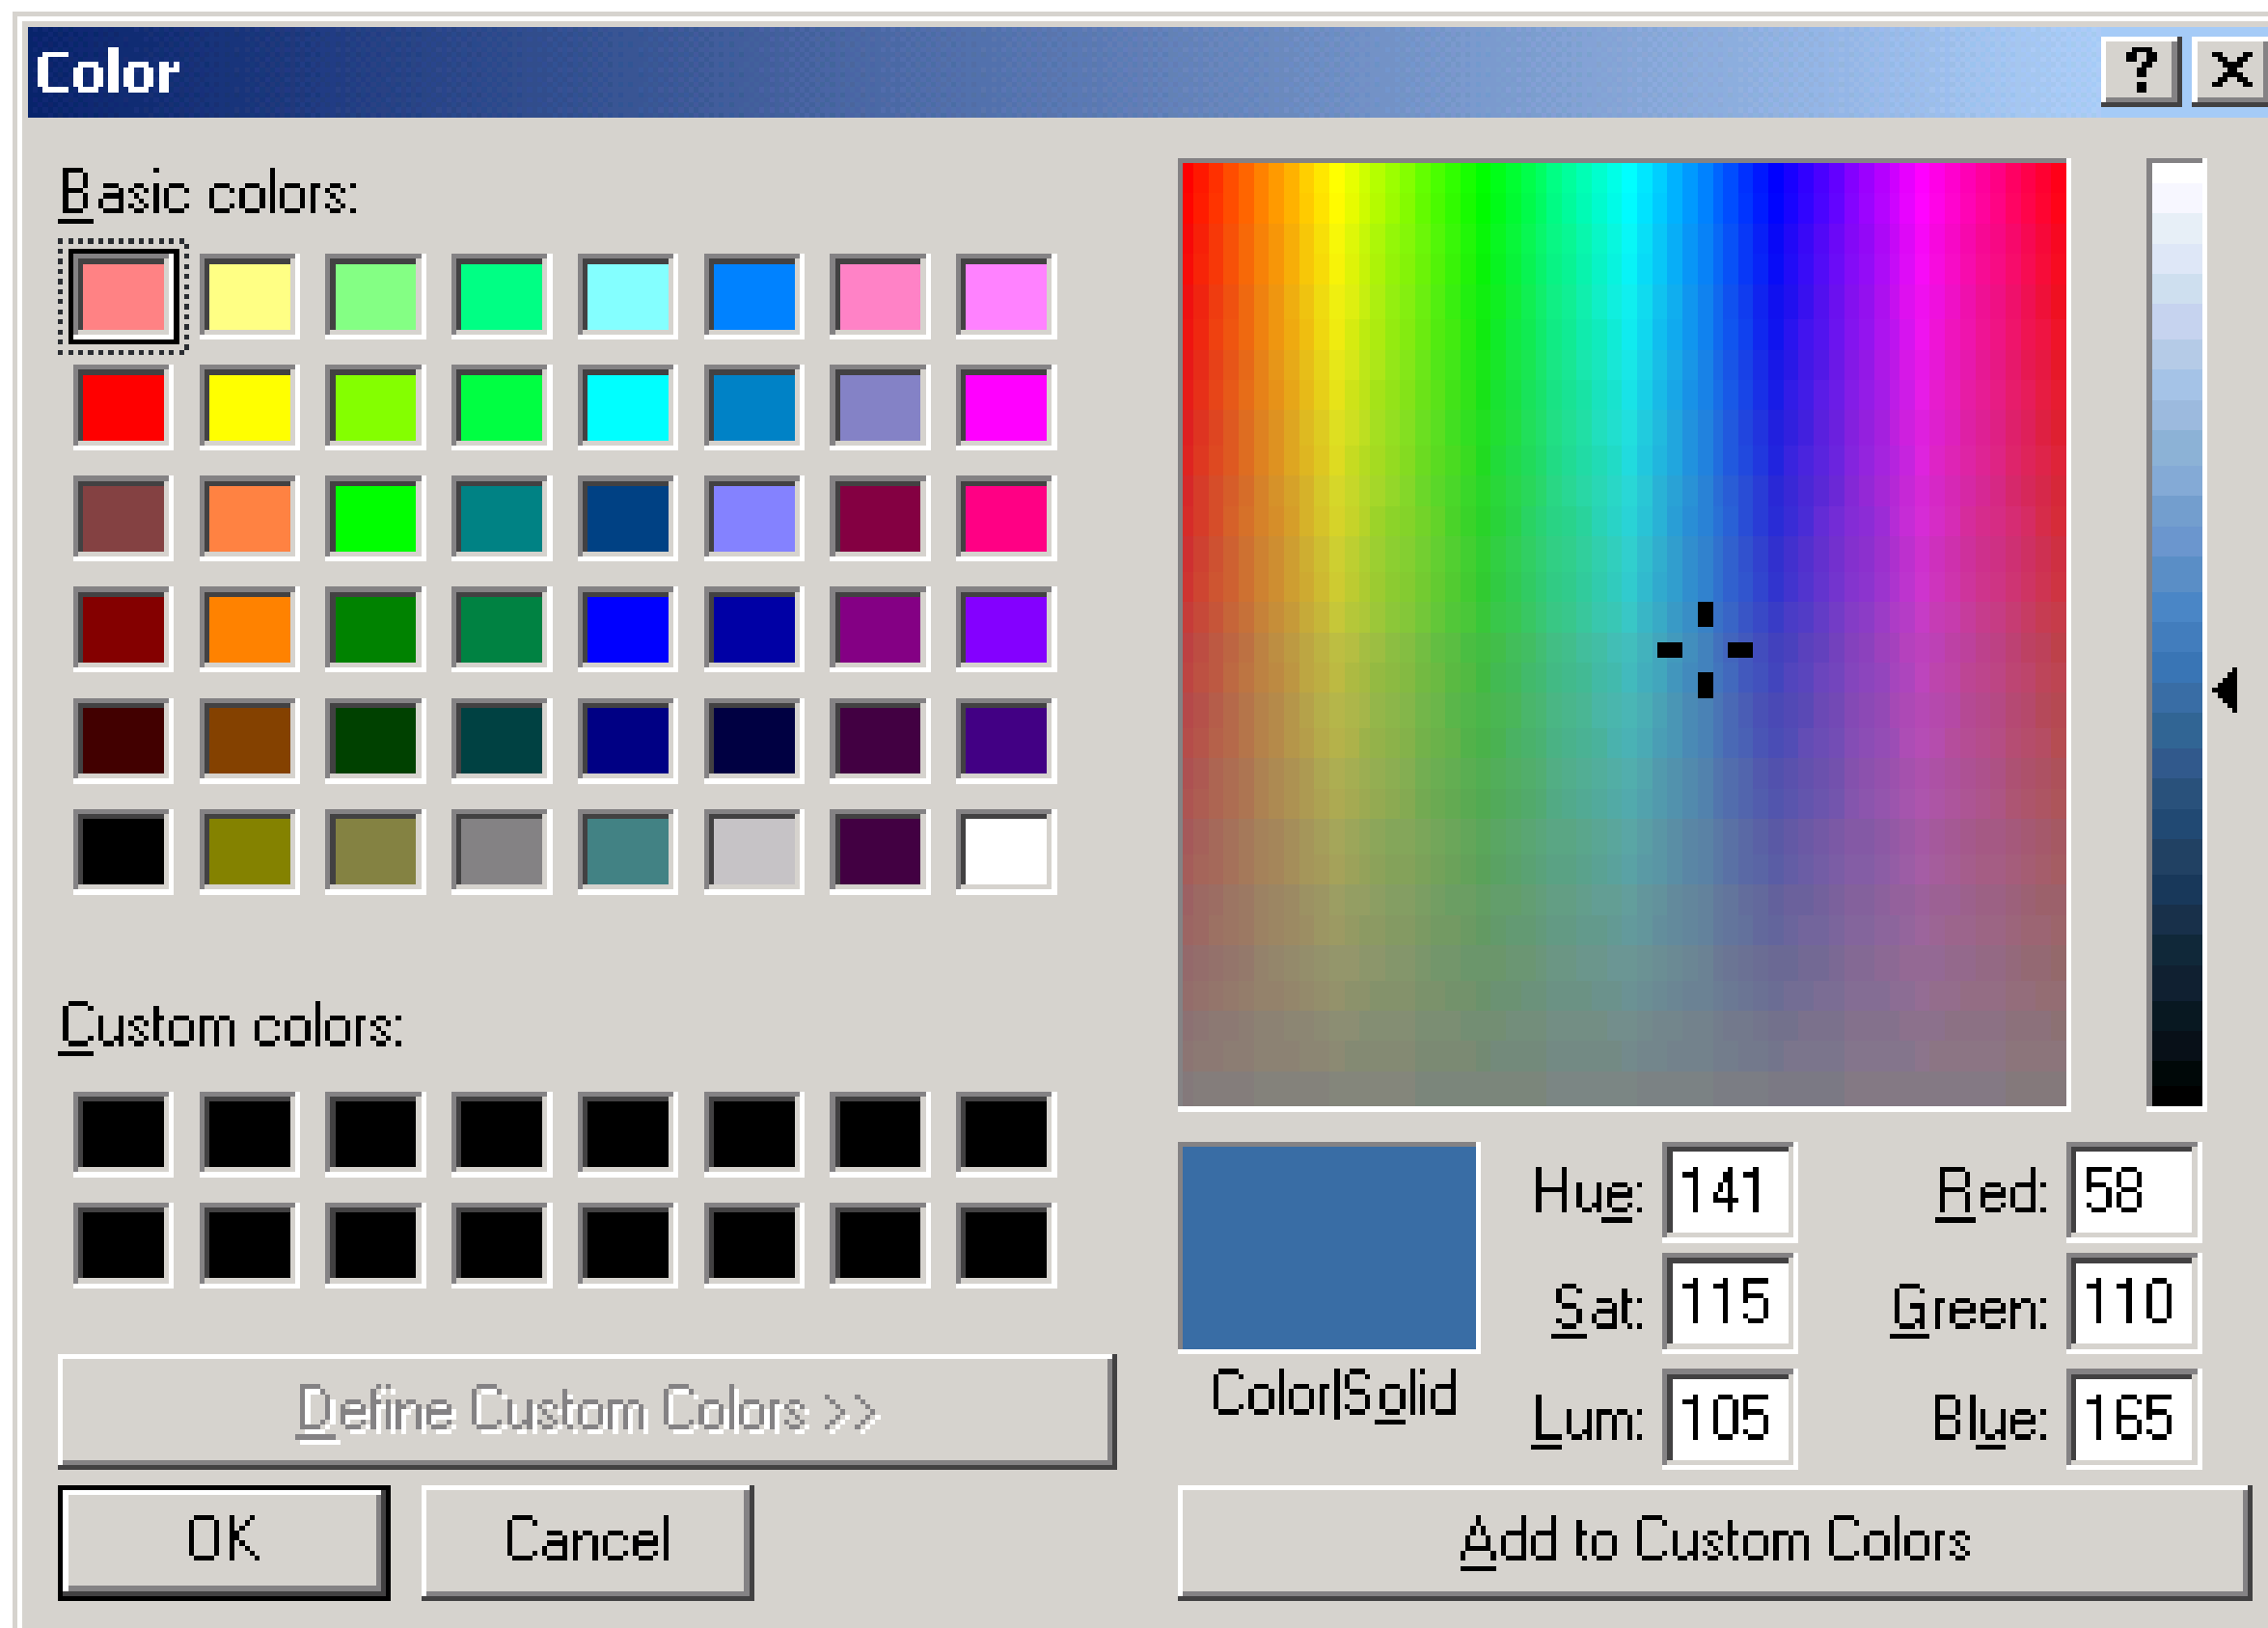 Color
Basic colors:
Custom colors:
Define Custom Colors >>
OK Cancel
Color|Solid
Hue: 141 Red: 58
Sat: 115 Green: 110
Lum: 105 Blue: 165
Add to Custom Colors